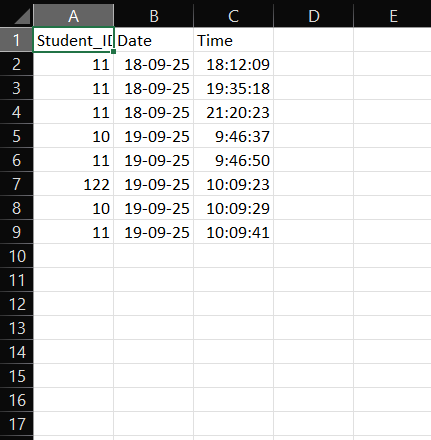 A B C D E
1 Student_ID Date Time
2 11 18-09-25 18:12:09
3 11 18-09-25 19:35:18
4 11 18-09-25 21:20:23
5 10 19-09-25 9:46:37
6 11 19-09-25 9:46:50
7 122 19-09-25 10:09:23
8 10 19-09-25 10:09:29
9 11 19-09-25 10:09:41
10
11
12
13
14
15
16
17